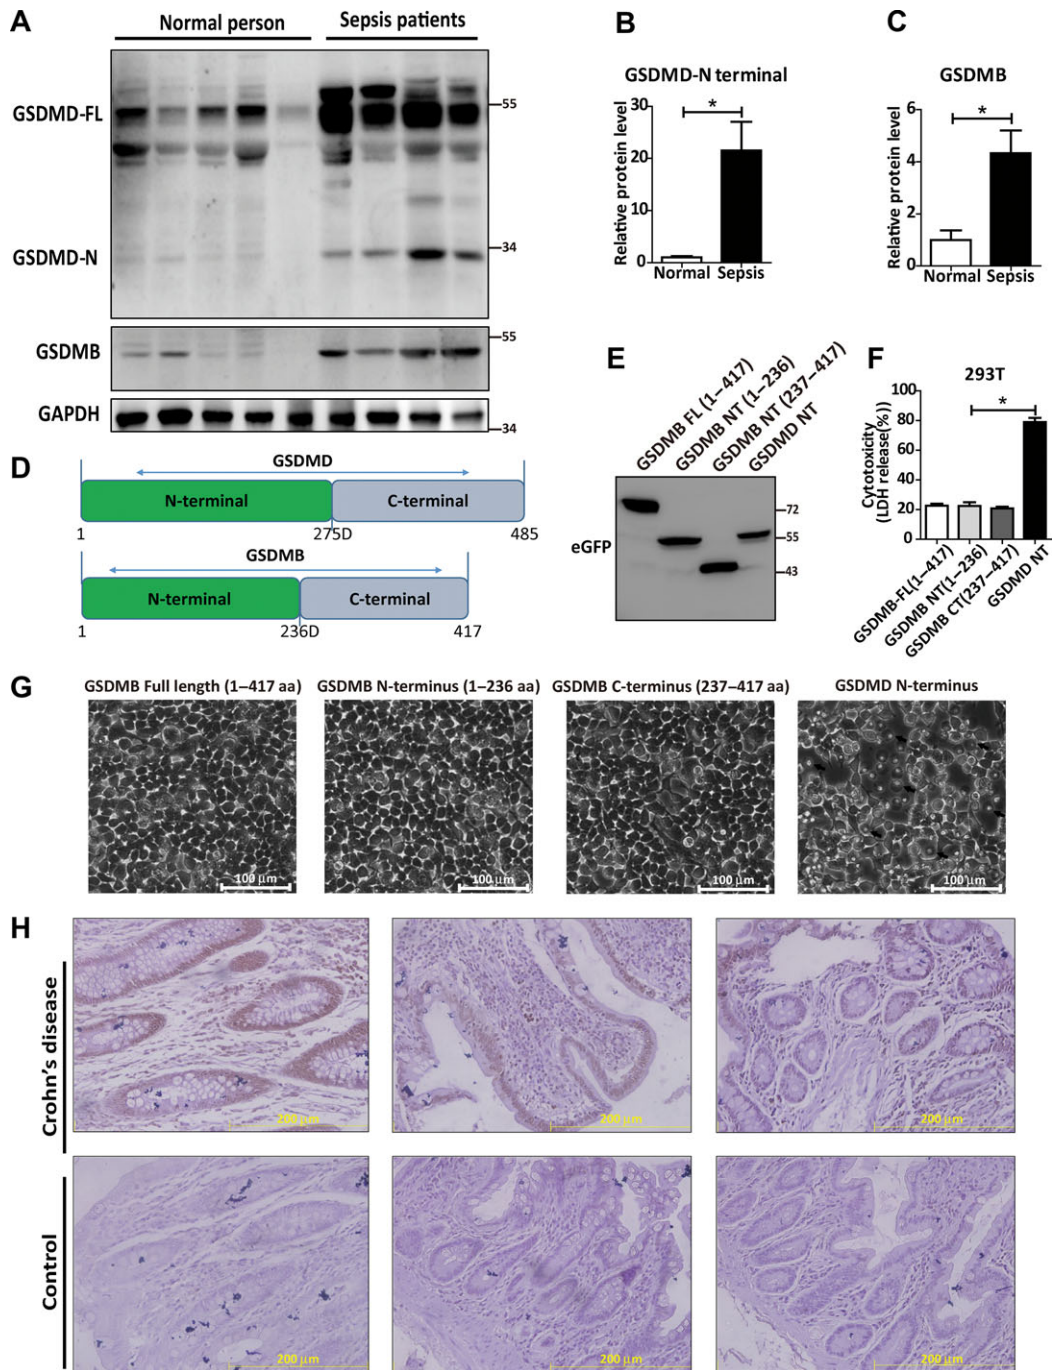 A
Normal person
Sepsis patients
GSDMD-FL
GSDMD-N
55
34
GSDMB
55
GAPDH
34
B
GSDMD-N terminal
Relative protein level
30
20
10
0
*
Normal
Sepsis
C
GSDMB
Relative protein level
6
4
2
0
*
Normal
Sepsis
D
GSDMD
N-terminal
C-terminal
1
275D
485
GSDMB
N-terminal
C-terminal
1
236D
417
E
GSDMB FL (1–417)
GSDMB NT (1–236)
GSDMB NT (237–417)
GSDMD NT
eGFP
72
55
43
F
293T
Cytotoxicity
(LDH release(%))
100
80
60
40
20
0
*
GSDMB-FL(1–417)
GSDMB NT(1–236)
GSDMB CT(237–417)
GSDMD NT
G
GSDMB Full length (1–417 aa)
GSDMB N-terminus (1–236 aa)
GSDMB C-terminus (237–417 aa)
GSDMD N-terminus
100 µm
100 µm
100 µm
100 µm
H
Crohn’s disease
200 µm
200 µm
200 µm
Control
200 µm
200 µm
200 µm